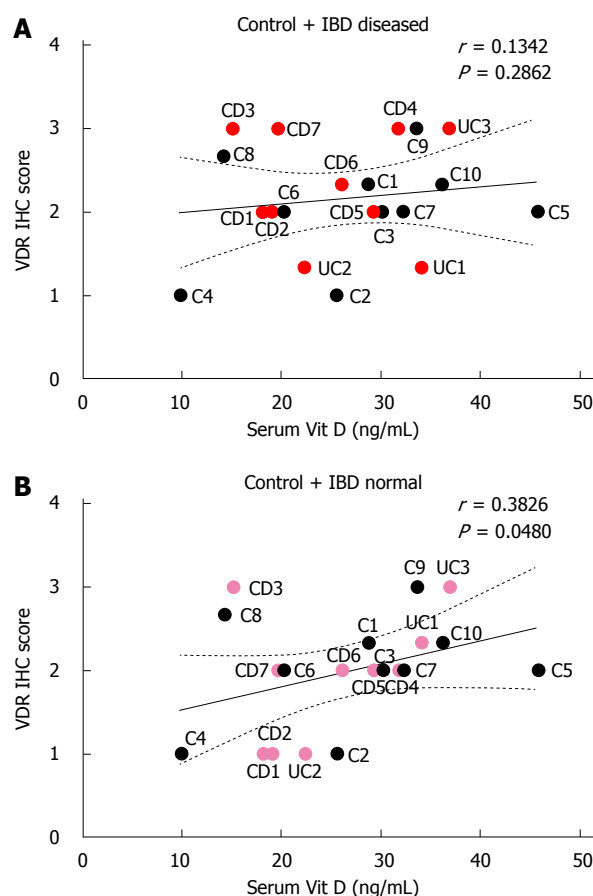 A
Control + IBD diseased
r = 0.1342
P = 0.2862
4
3
2
1
0
VDR IHC score
CD3
CD7
CD4
C9
UC3
C8
CD6
C1
C10
C6
CD1
CD2
CD5
C3
C7
C5
UC2
UC1
C4
C2
10 20 30 40 50
Serum Vit D (ng/mL)
B
Control + IBD normal
r = 0.3826
P = 0.0480
4
3
2
1
0
VDR IHC score
C9
UC3
CD3
C8
C1
UC1
C10
CD7
C6
CD6
C3
CD5
CD4
C7
C5
C4
CD2
CD1
UC2
C2
0 10 20 30 40 50
Serum Vit D (ng/mL)